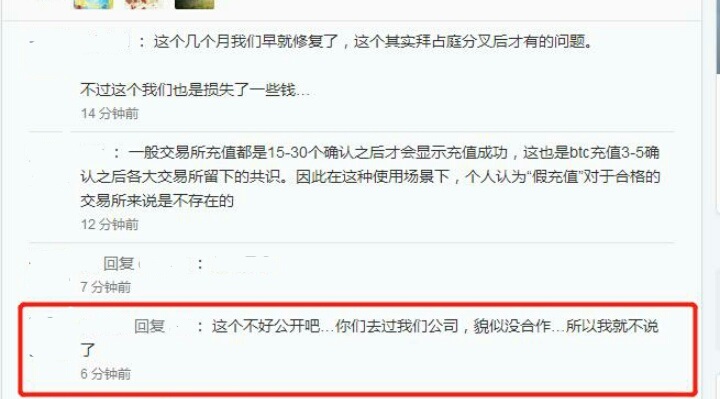 ：这个几个月我们早就修复了，这个其实拜占庭分叉后才有的问题。
不过这个我们也是损失了一些钱...
14 分钟前
：一般交易所充值都是15-30个确认之后才会显示充值成功，这也是btc充值3-5确
认之后各大交易所留下的共识。因此在这种使用场景下，个人认为“假充值”对于合格的
交易所来说是不存在的
12 分钟前
回复 ：
7 分钟前
回复 ：这个不好公开吧...你们去过我们公司，貌似没合作...所以我就不说
了
6 分钟前